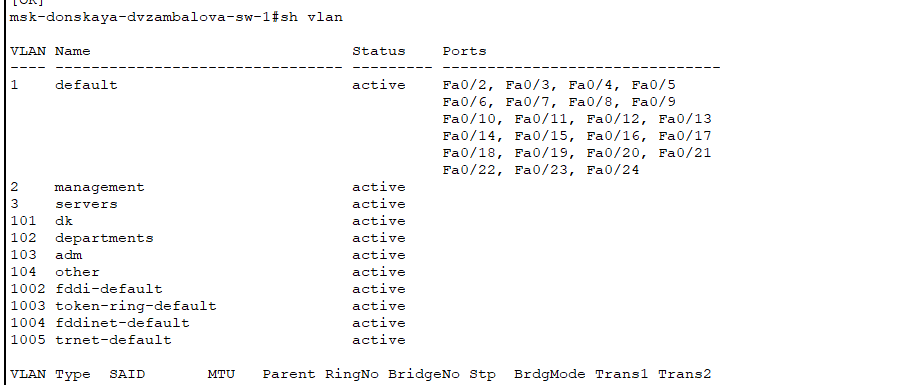 [OK]
msk-donskaya-dvzambalova-sw-1#sh vlan
VLAN Name                             Status    Ports
---- -------------------------------- --------- -------------------------------
1    default                          active    Fa0/2, Fa0/3, Fa0/4, Fa0/5
                                                Fa0/6, Fa0/7, Fa0/8, Fa0/9
                                                Fa0/10, Fa0/11, Fa0/12, Fa0/13
                                                Fa0/14, Fa0/15, Fa0/16, Fa0/17
                                                Fa0/18, Fa0/19, Fa0/20, Fa0/21
                                                Fa0/22, Fa0/23, Fa0/24
2    management                       active
3    servers                          active
101  dk                               active
102  departments                      active
103  adm                              active
104  other                            active
1002 fddi-default                     active
1003 token-ring-default               active
1004 fddinet-default                  active
1005 trnet-default                    active
VLAN Type  SAID       MTU   Parent RingNo BridgeNo Stp  BrdgMode Trans1 Trans2